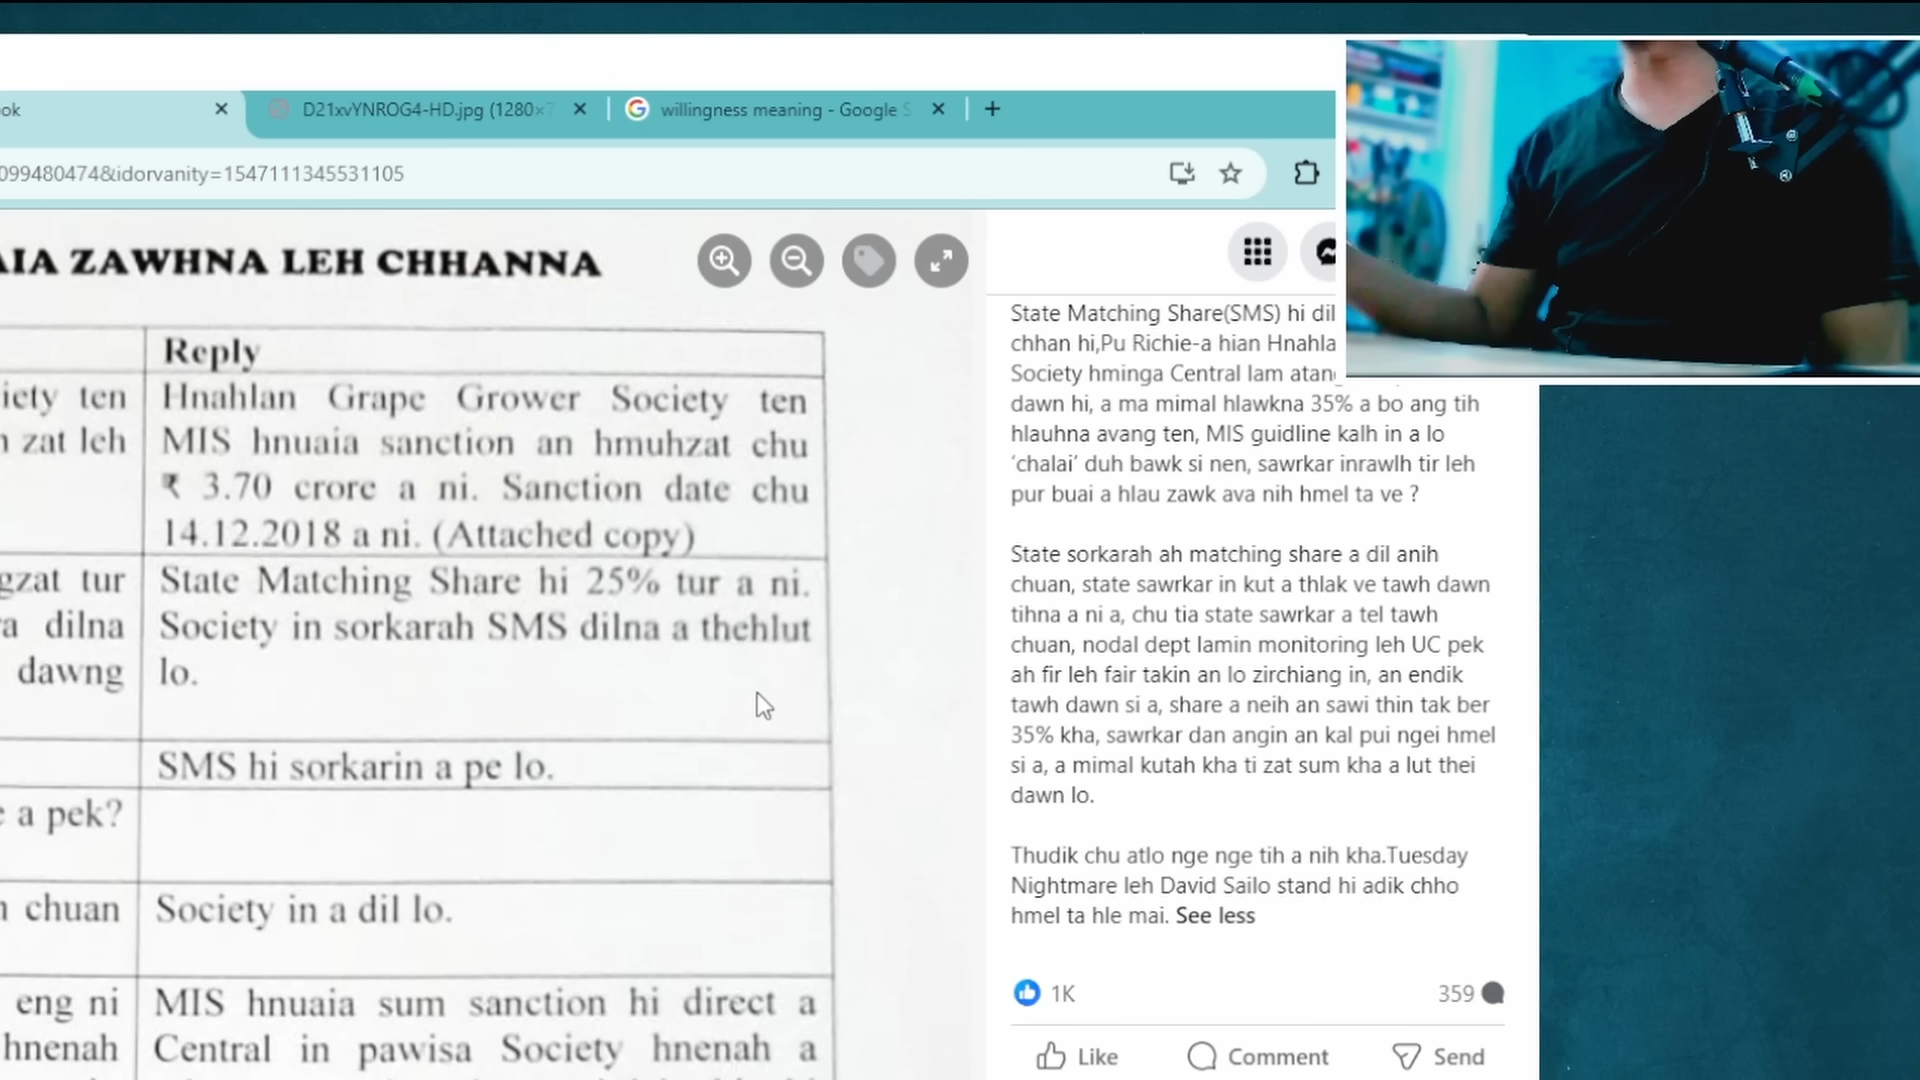 ok
D21xvYNROG4-HD.jpg (1280×7
willingness meaning - Google S
099480474&idorvanity=1547111345531105
AIA ZAWHNA LEH CHHANNA
Reply
iety ten
zat leh
Hnahlan Grape Grower Society ten
MIS hnuaia sanction an hmuhzat chu
₹ 3.70 crore a ni. Sanction date chu
14.12.2018 a ni. (Attached copy)
gzat tur
a dilna
dawng
State Matching Share hi 25% tur a ni.
Society in sorkarah SMS dilna a thehlut
lo.
SMS hi sorkarin a pe lo.
a pek?
chuan
Society in a dil lo.
eng ni
hnenah
MIS hnuaia sum sanction hi direct a
Central in pawisa Society hnenah a
State Matching Share(SMS) hi dil
chhan hi,Pu Richie-a hian Hnahla
Society hminga Central lam atang
dawn hi, a ma mimal hlawkna 35% a bo ang tih
hlauhna avang ten, MIS guidline kalh in a lo
‘chalai’ duh bawk si nen, sawrkar inrawlh tir leh
pur buai a hlau zawk ava nih hmel ta ve ?
State sorkarah ah matching share a dil anih
chuan, state sawrkar in kut a thlak ve tawh dawn
tihna a ni a, chu tia state sawrkar a tel tawh
chuan, nodal dept lamin monitoring leh UC pek
ah fir leh fair takin an lo zirchiang in, an endik
tawh dawn si a, share a neih an sawi thin tak ber
35% kha, sawrkar dan angin an kal pui ngei hmel
si a, a mimal kutah kha ti zat sum kha a lut thei
dawn lo.
Thudik chu atlo nge nge tih a nih kha.Tuesday
Nightmare leh David Sailo stand hi adik chho
hmel ta hle mai. See less
1K
359
Like
Comment
Send